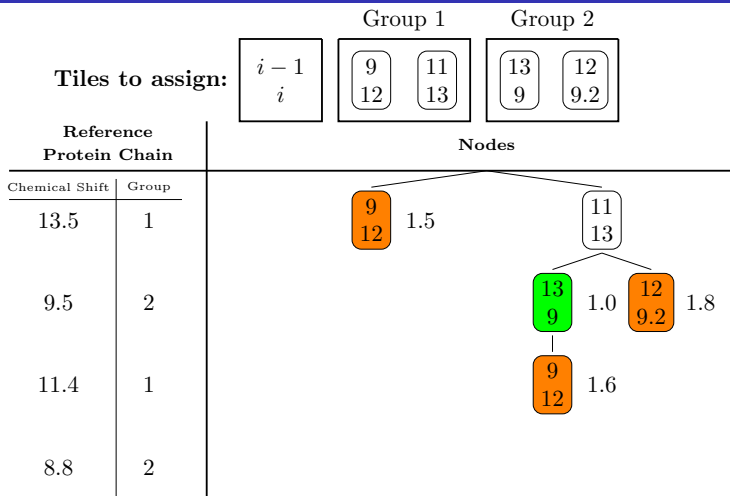 Group 1 Group 2
Tiles to assign: i − 1 9 11 13 12
i 12 13 9 9.2
Reference
Protein Chain
Nodes
Chemical Shift Group
13.5 1
9 1.5 11
12 13
9.5 2
13 1.0 12 1.8
9 9.2
11.4 1
9 1.6
12
8.8 2